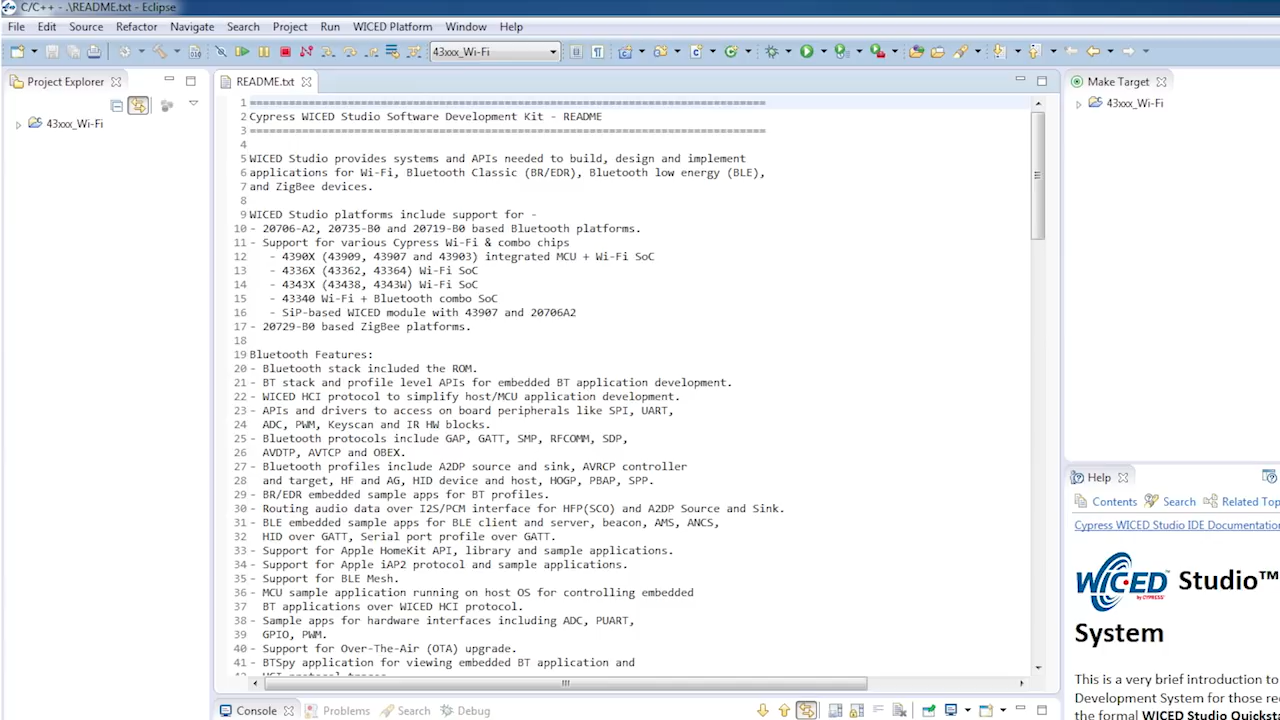 C/C++ - .\README.txt - Eclipse
File Edit Source Refactor Navigate Search Project Run WICED Platform Window Help
43xxx_Wi-Fi
Project Explorer
README.txt
Make Target
43xxx_Wi-Fi
43xxx_Wi-Fi
1 ==============================================================================
2 Cypress WICED Studio Software Development Kit - README
3 ==============================================================================
4
5 WICED Studio provides systems and APIs needed to build, design and implement
6 applications for Wi-Fi, Bluetooth Classic (BR/EDR), Bluetooth low energy (BLE),
7 and ZigBee devices.
8
9 WICED Studio platforms include support for -
10 - 20706-A2, 20735-B0 and 20719-B0 based Bluetooth platforms.
11 - Support for various Cypress Wi-Fi & combo chips
12 - 4390X (43909, 43907 and 43903) integrated MCU + Wi-Fi SoC
13 - 4336X (43362, 43364) Wi-Fi SoC
14 - 4343X (43438, 4343W) Wi-Fi SoC
15 - 43340 Wi-Fi + Bluetooth combo SoC
16 - SiP-based WICED module with 43907 and 20706A2
17 - 20729-B0 based ZigBee platforms.
18
19 Bluetooth Features:
20 - Bluetooth stack included the ROM.
21 - BT stack and profile level APIs for embedded BT application development.
22 - WICED HCI protocol to simplify host/MCU application development.
23 - APIs and drivers to access on board peripherals like SPI, UART,
24 ADC, PWM, Keyscan and IR HW blocks.
25 - Bluetooth protocols include GAP, GATT, SMP, RFCOMM, SDP,
26 AVDTP, AVTCP and OBEX.
27 - Bluetooth profiles include A2DP source and sink, AVRCP controller
28 and target, HF and AG, HID device and host, HOGP, PBAP, SPP.
29 - BR/EDR embedded sample apps for BT profiles.
30 - Routing audio data over I2S/PCM interface for HFP(SCO) and A2DP Source and Sink.
31 - BLE embedded sample apps for BLE client and server, beacon, AMS, ANCS,
32 HID over GATT, Serial port profile over GATT.
33 - Support for Apple HomeKit API, library and sample applications.
34 - Support for Apple iAP2 protocol and sample applications.
35 - Support for BLE Mesh.
36 - MCU sample application running on host OS for controlling embedded
37 BT applications over WICED HCI protocol.
38 - Sample apps for hardware interfaces including ADC, PUART,
39 GPIO, PWM.
40 - Support for Over-The-Air (OTA) upgrade.
41 - BTSpy application for viewing embedded BT application and
Help
Contents Search Related Top
Cypress WICED Studio IDE Documentation
WICED by CYPRESS Studio™
System
This is a very brief introduction to
Development System for those
the formal WICED Studio Quickst
Console Problems Search Debug